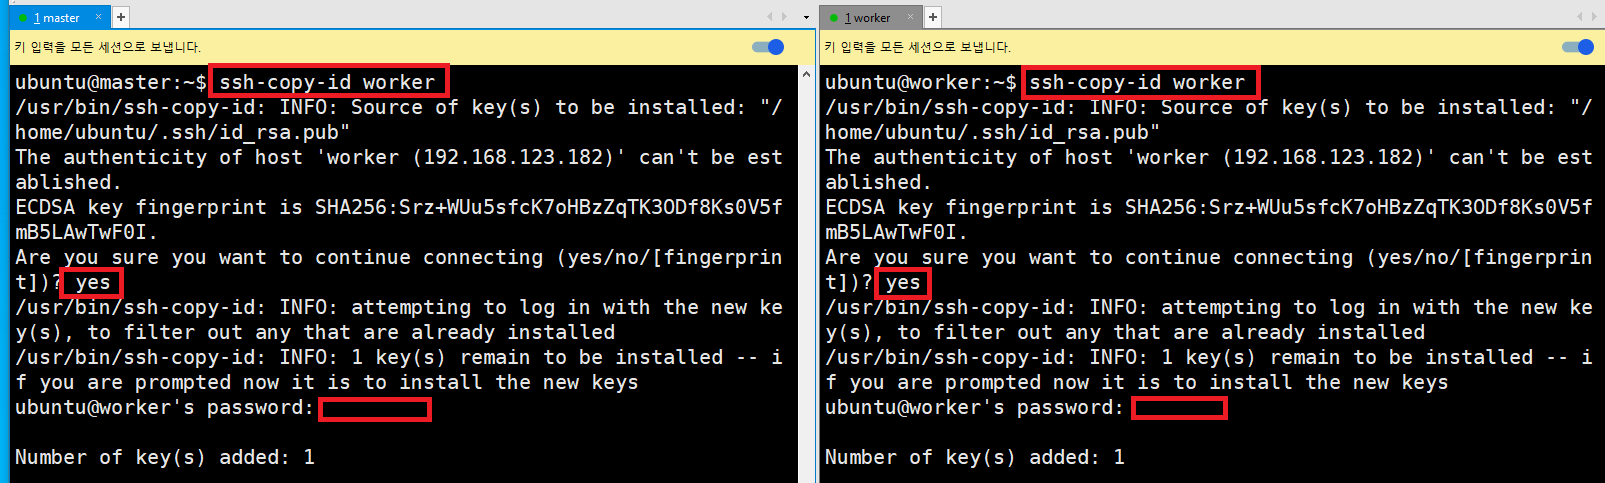 1 master
키 입력을 모든 세션으로 보냅니다.
ubuntu@master:~$ ssh-copy-id worker
/usr/bin/ssh-copy-id: INFO: Source of key(s) to be installed: "/
home/ubuntu/.ssh/id_rsa.pub"
The authenticity of host 'worker (192.168.123.182)' can't be est
ablished.
ECDSA key fingerprint is SHA256:Srz+WUu5sfcK7oHBzZqTK3ODf8Ks0V5f
mB5LAwTwF0I.
Are you sure you want to continue connecting (yes/no/[fingerprin
t])? yes
/usr/bin/ssh-copy-id: INFO: attempting to log in with the new ke
y(s), to filter out any that are already installed
/usr/bin/ssh-copy-id: INFO: 1 key(s) remain to be installed -- i
f you are prompted now it is to install the new keys
ubuntu@worker's password:
Number of key(s) added: 1
1 worker
키 입력을 모든 세션으로 보냅니다.
ubuntu@worker:~$ ssh-copy-id worker
/usr/bin/ssh-copy-id: INFO: Source of key(s) to be installed: "/
home/ubuntu/.ssh/id_rsa.pub"
The authenticity of host 'worker (192.168.123.182)' can't be est
ablished.
ECDSA key fingerprint is SHA256:Srz+WUu5sfcK7oHBzZqTK3ODf8Ks0V5f
mB5LAwTwF0I.
Are you sure you want to continue connecting (yes/no/[fingerprin
t])? yes
/usr/bin/ssh-copy-id: INFO: attempting to log in with the new ke
y(s), to filter out any that are already installed
/usr/bin/ssh-copy-id: INFO: 1 key(s) remain to be installed -- i
f you are prompted now it is to install the new keys
ubuntu@worker's password:
Number of key(s) added: 1